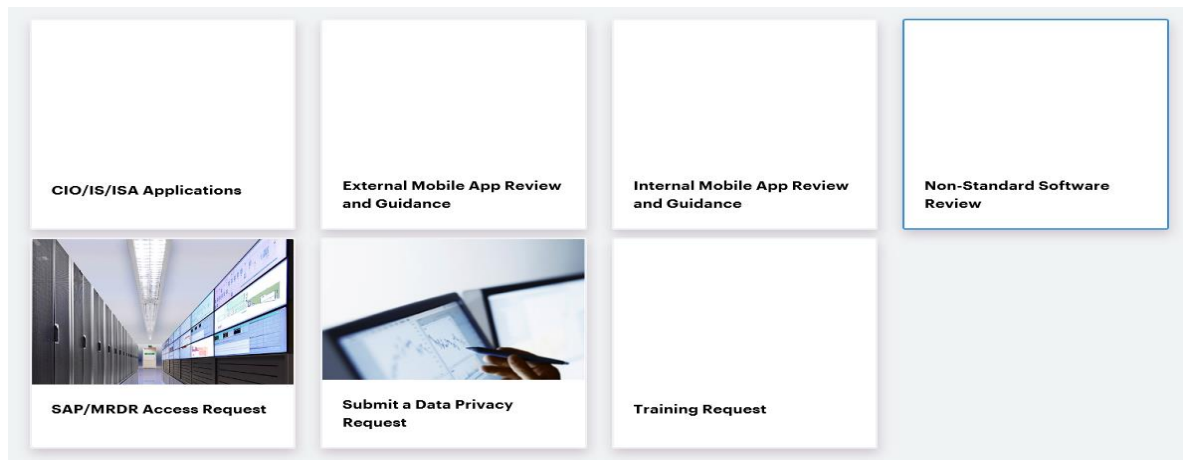 CIO/IS/ISA Applications
External Mobile App Review
and Guidance
Internal Mobile App Review
and Guidance
Non-Standard Software
Review
SAP/MRDR Access Request
Submit a Data Privacy
Request
Training Request